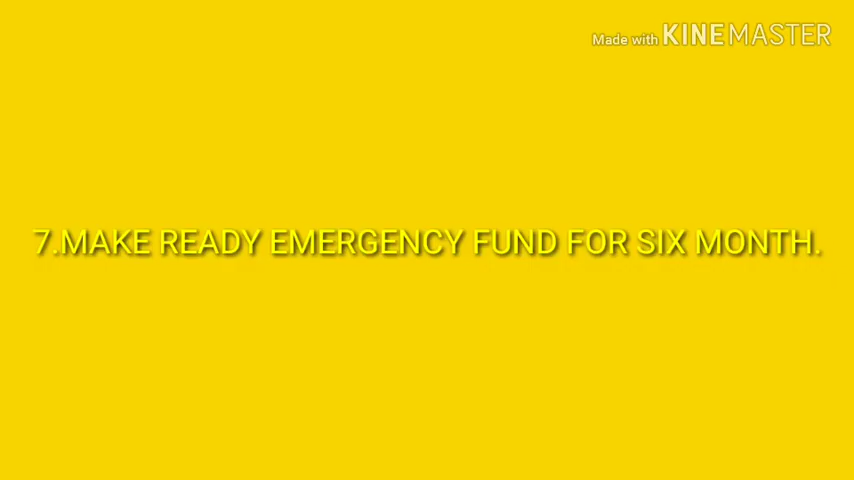 Made with KINEMASTER
7.MAKE READY EMERGENCY FUND FOR SIX MONTH.